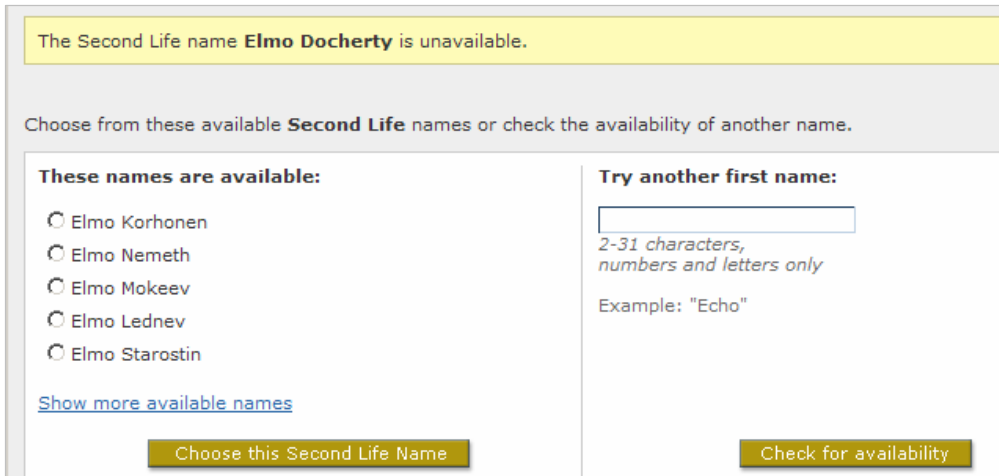 The Second Life name Elmo Docherty is unavailable.
Choose from these available Second Life names or check the availability of another name.
These names are available:
Elmo Korhonen
Elmo Nemeth
Elmo Mokeev
Elmo Lednev
Elmo Starostin
Show more available names
Choose this Second Life Name
Try another first name:
2-31 characters,
numbers and letters only
Example: "Echo"
Check for availability